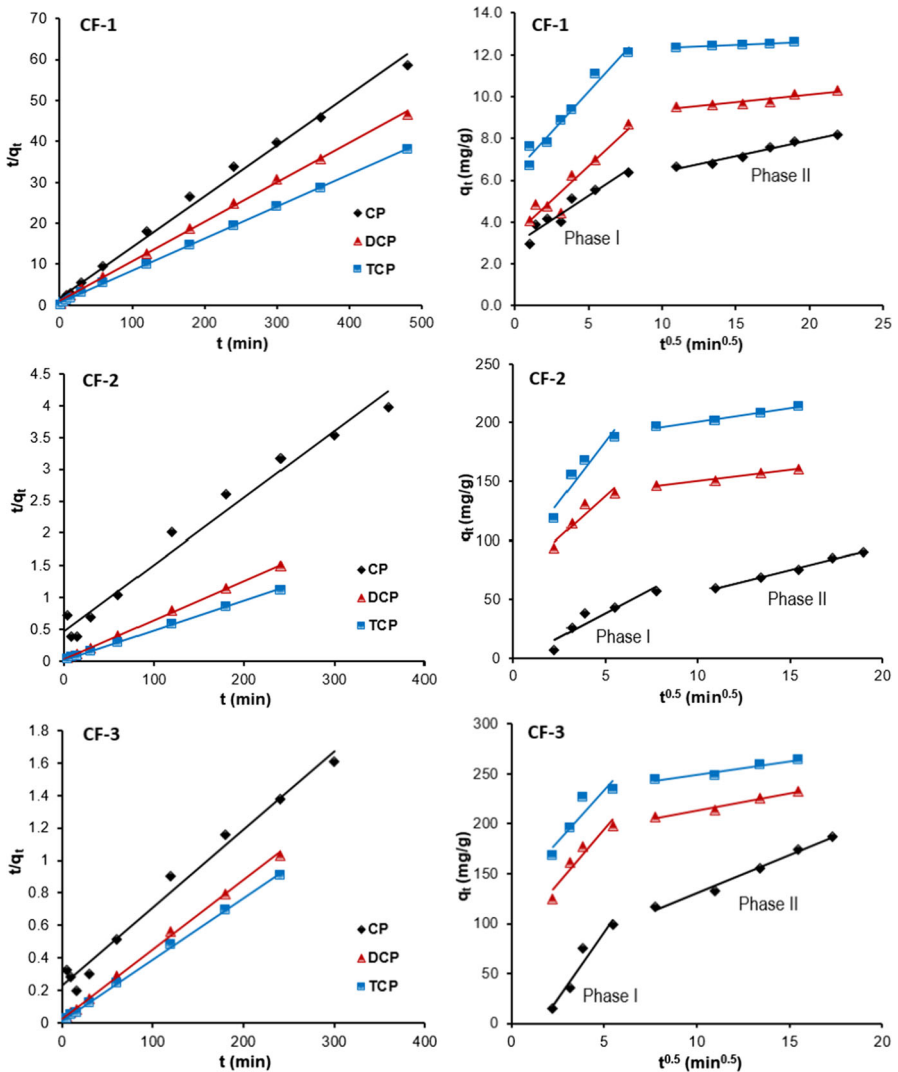 CF-1
70
60
50
40
30
20
10
0
t/qt
0 100 200 300 400 500
t (min)
CP
DCP
TCP
CF-1
14.0
12.0
10.0
8.0
6.0
4.0
2.0
0.0
qt (mg/g)
Phase I
Phase II
0 5 10 15 20 25
t0.5 (min0.5)
CF-2
4.5
4
3.5
3
2.5
2
1.5
1
0.5
0
t/qt
0 100 200 300 400
t (min)
CP
DCP
TCP
CF-2
250
200
150
100
50
0
qt (mg/g)
Phase I
Phase II
0 5 10 15 20
t0.5 (min0.5)
CF-3
1.8
1.6
1.4
1.2
1
0.8
0.6
0.4
0.2
0
t/qt
0 100 200 300 400
t (min)
CP
DCP
TCP
CF-3
300
250
200
150
100
50
0
qt (mg/g)
Phase I
Phase II
0 5 10 15 20
t0.5 (min0.5)